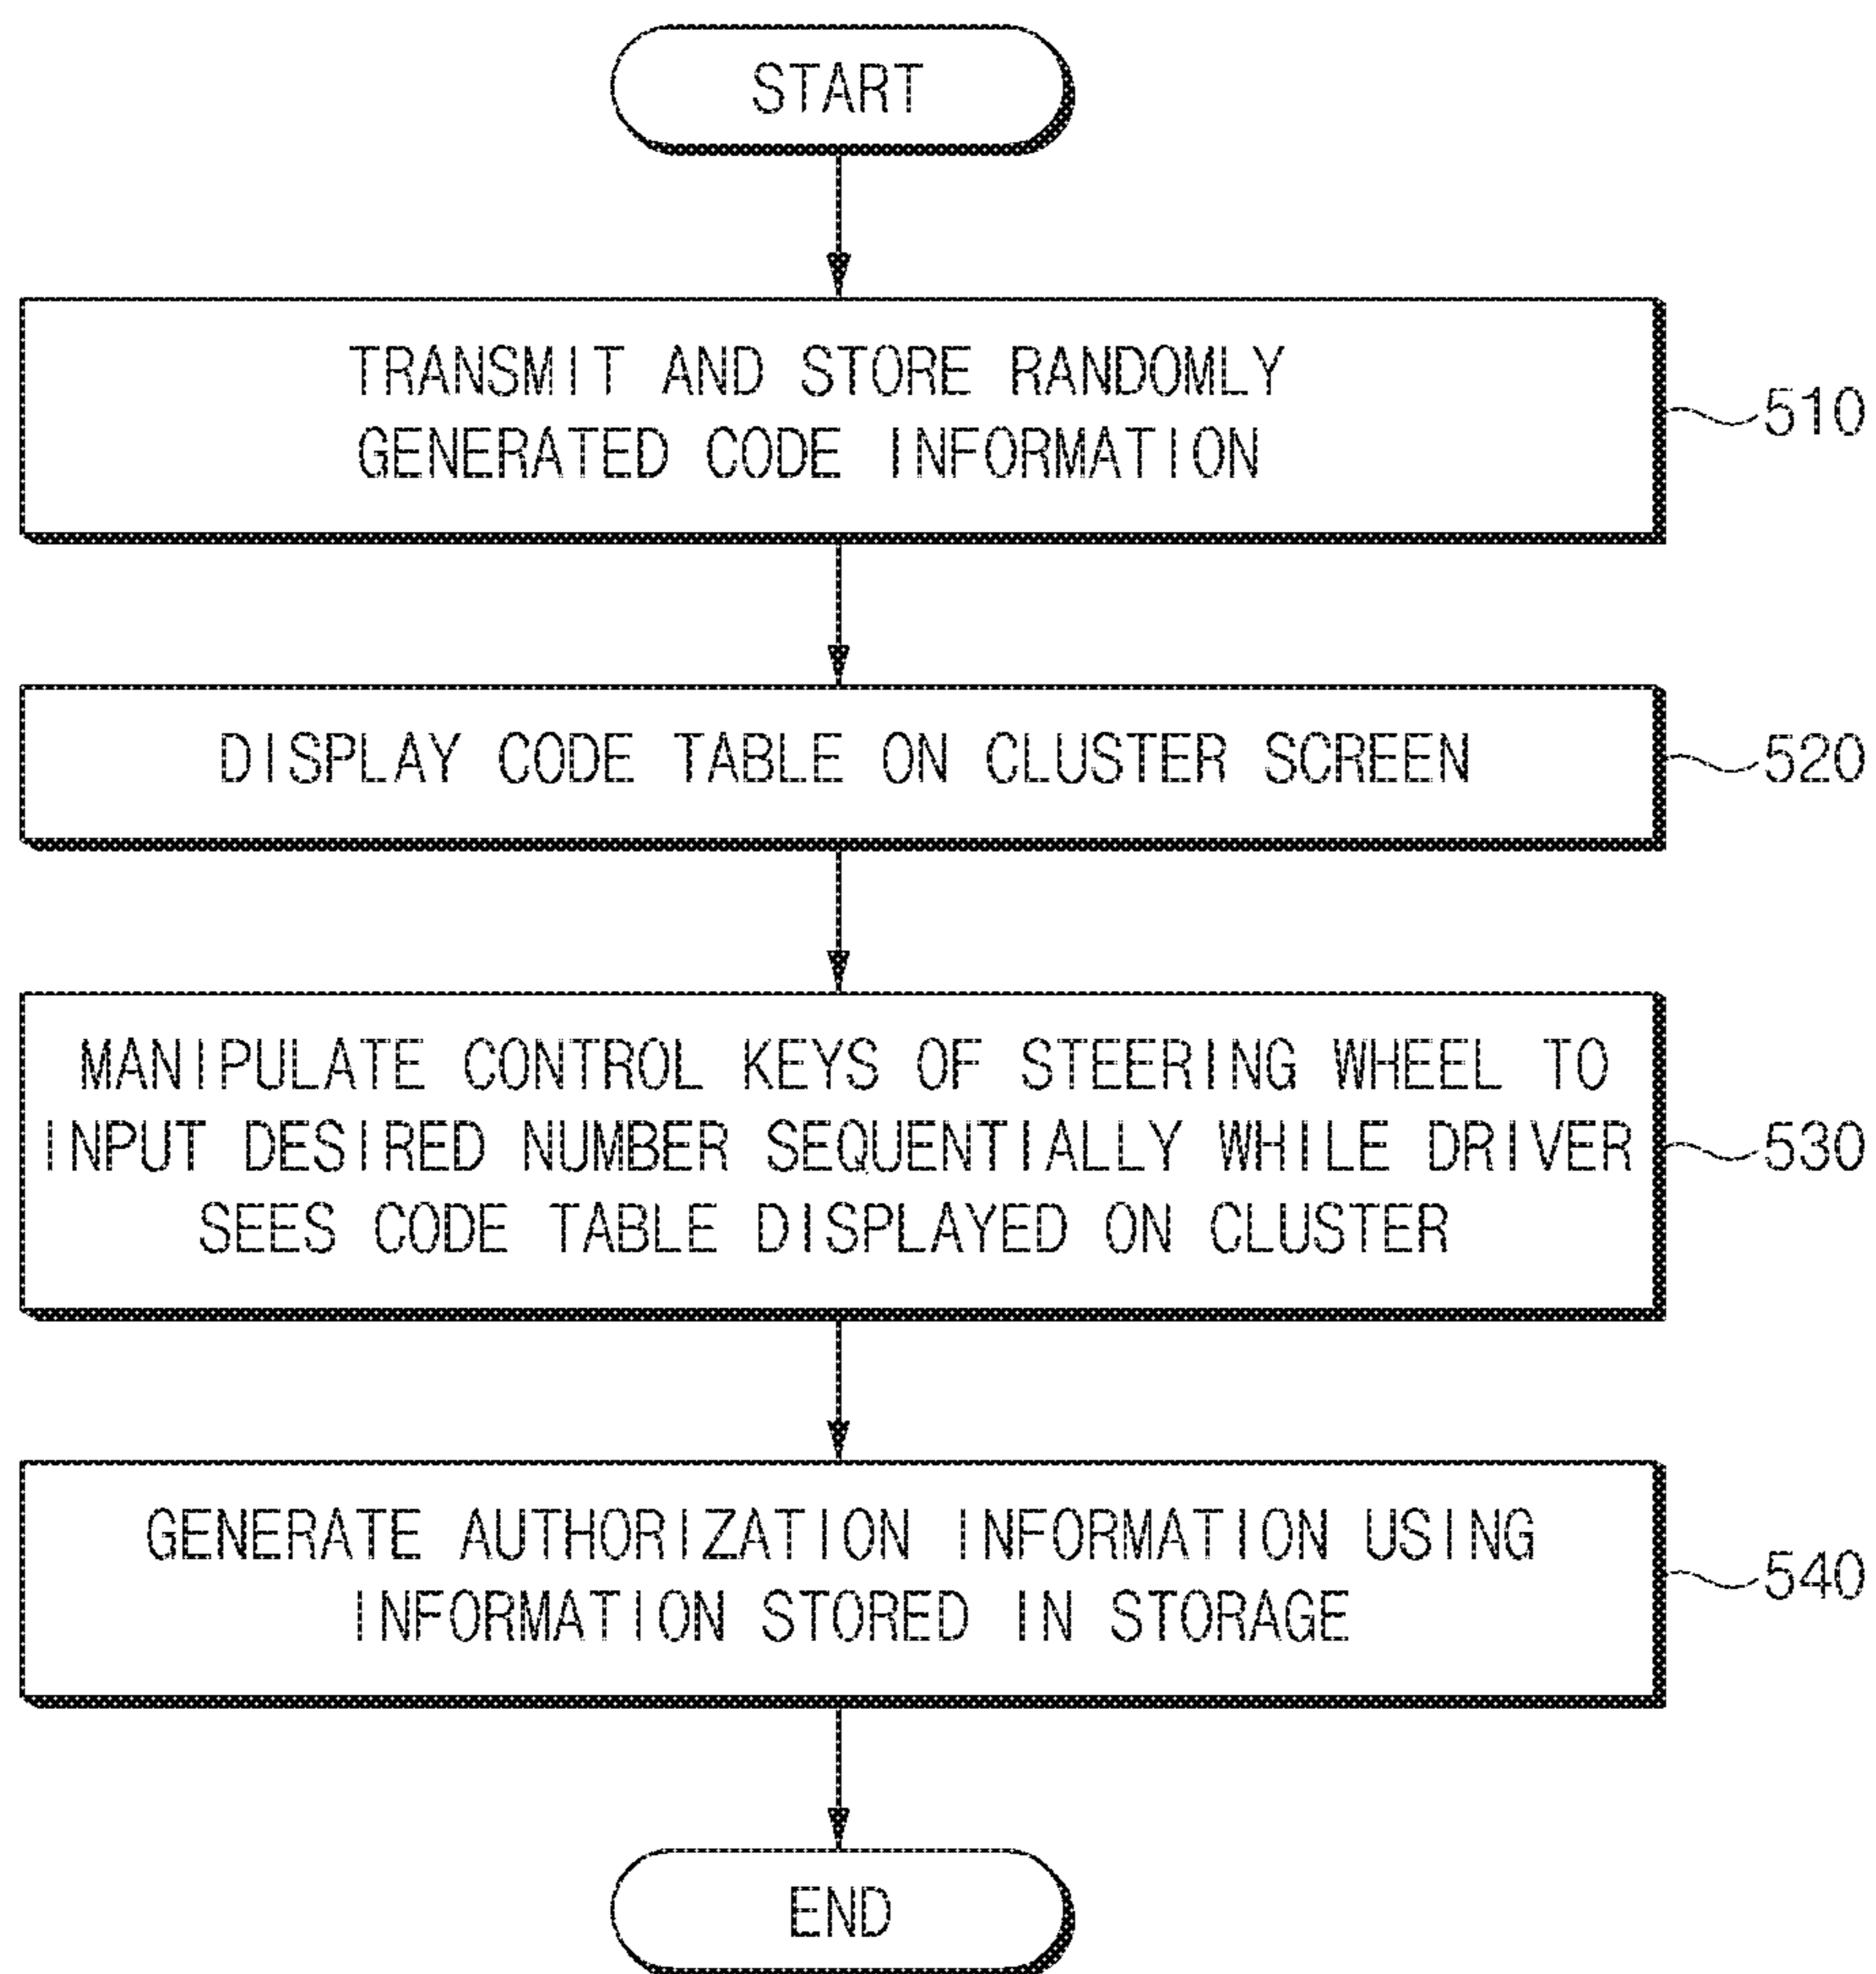 START
TRANSMIT AND STORE RANDOMLY
GENERATED CODE INFORMATION
510
DISPLAY CODE TABLE ON CLUSTER SCREEN
520
MANIPULATE CONTROL KEYS OF STEERING WHEEL TO
INPUT DESIRED NUMBER SEQUENTIALLY WHILE DRIVER
SEES CODE TABLE DISPLAYED ON CLUSTER
530
GENERATE AUTHORIZATION INFORMATION USING
INFORMATION STORED IN STORAGE
540
END